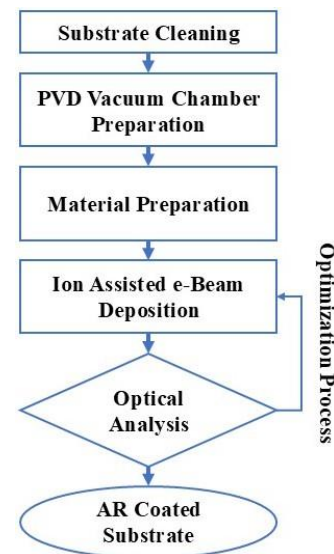 Substrate Cleaning
PVD Vacuum Chamber
Preparation
Material Preparation
Ion Assisted e-Beam
Deposition
Optimization Process
Optical
Analysis
AR Coated
Substrate